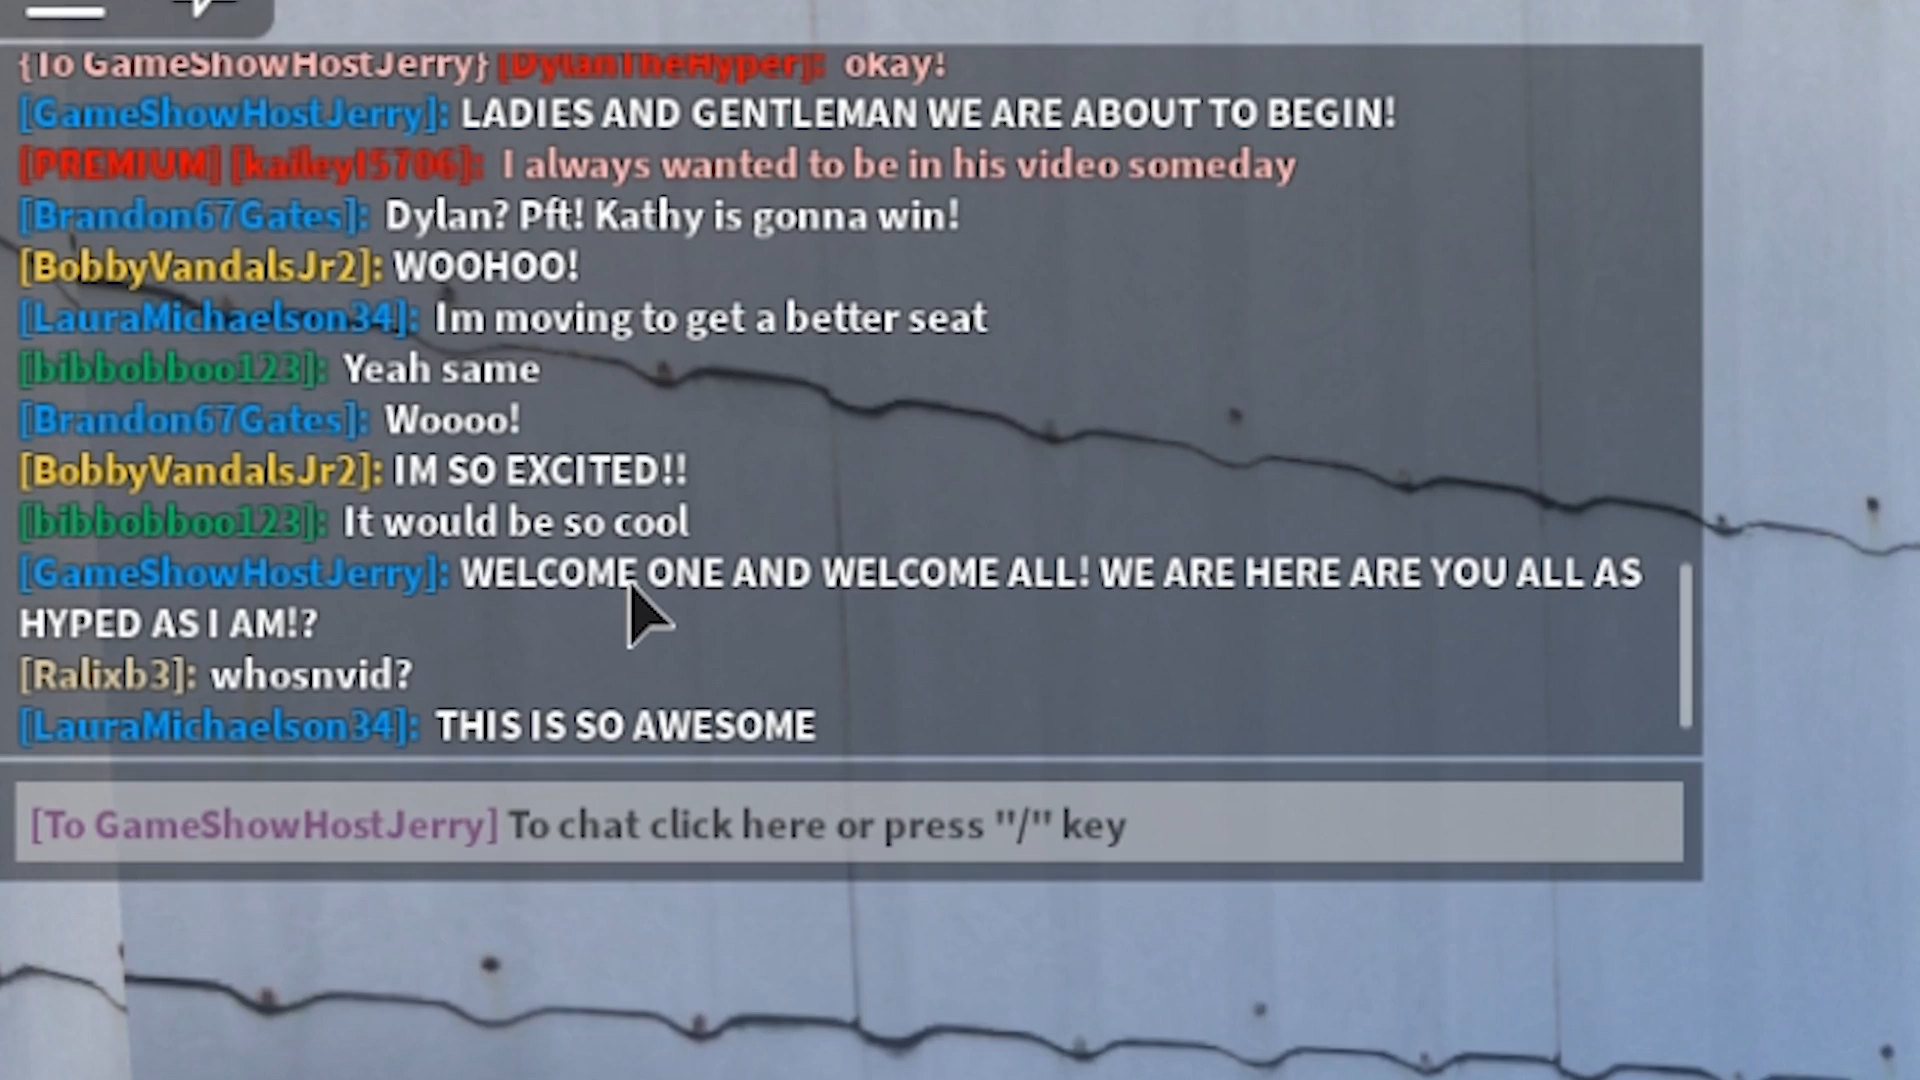 {To GameShowHostJerry} [DylanTheHyper]: okay!
[GameShowHostJerry]: LADIES AND GENTLEMAN WE ARE ABOUT TO BEGIN!
[PREMIUM] [kaileyI5706]: I always wanted to be in his video someday
[Brandon67Gates]: Dylan? Pft! Kathy is gonna win!
[BobbyVandalsJr2]: WOOHOO!
[LauraMichaelson34]: Im moving to get a better seat
[bibbobboo123]: Yeah same
[Brandon67Gates]: Woooo!
[BobbyVandalsJr2]: IM SO EXCITED!!
[bibbobboo123]: It would be so cool
[GameShowHostJerry]: WELCOME ONE AND WELCOME ALL! WE ARE HERE ARE YOU ALL AS
HYPED AS I AM!?
[Ralixb3]: whosnvid?
[LauraMichaelson34]: THIS IS SO AWESOME
[To GameShowHostJerry] To chat click here or press "/" key